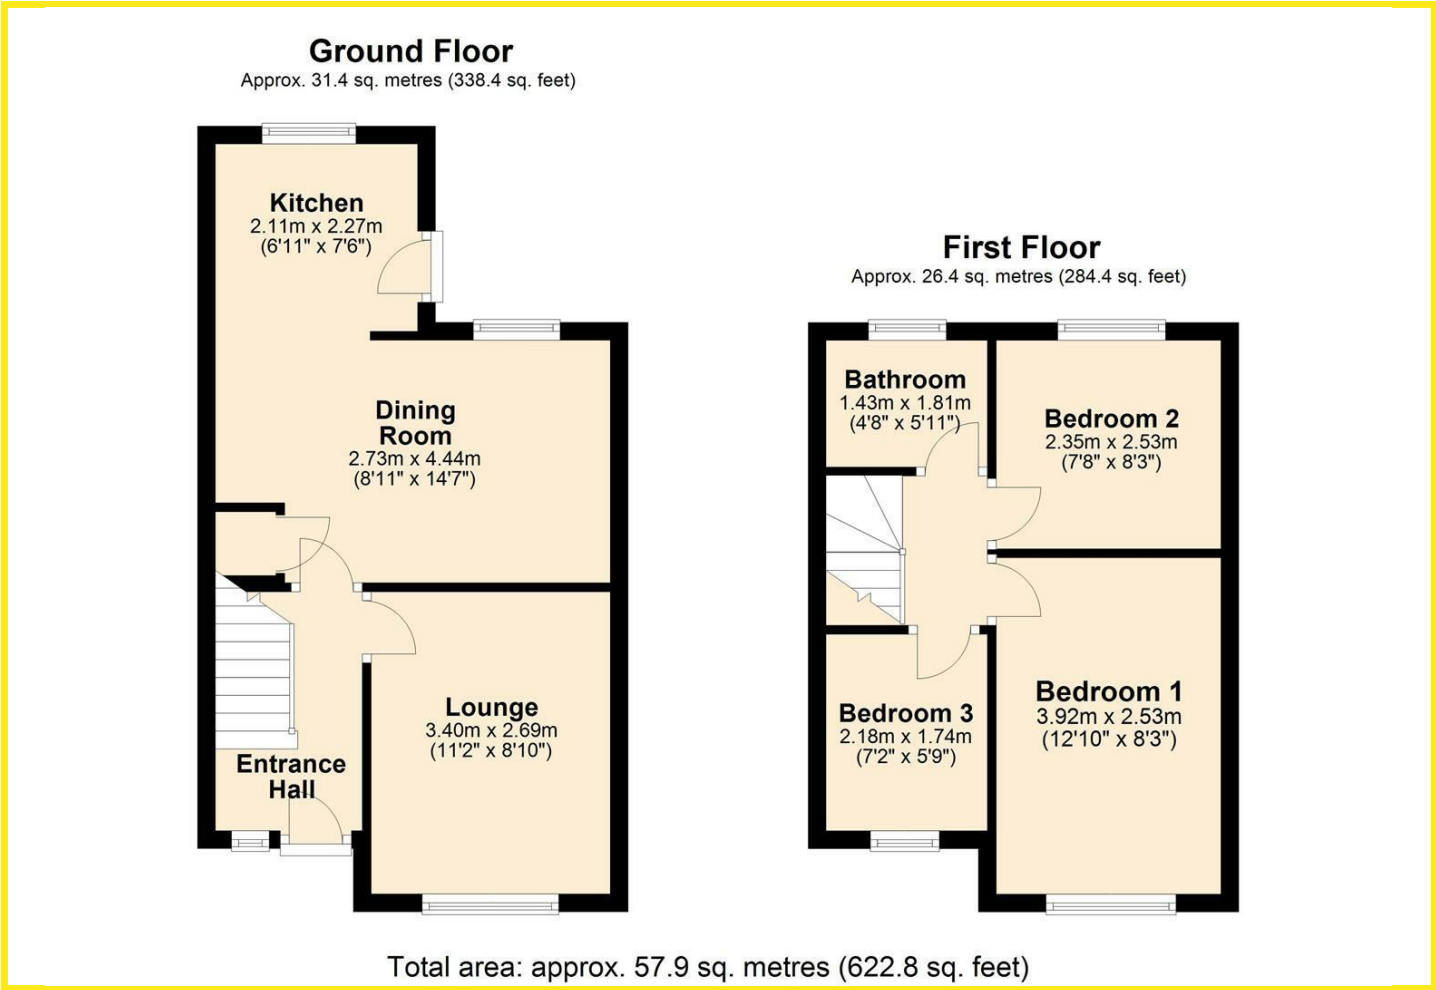 Ground Floor
Approx. 31.4 sq. metres (338.4 sq. feet)
Kitchen
2.11m x 2.27m
(6'11" x 7'6")
Dining
Room
2.73m x 4.44m
(8'11" x 14'7")
Lounge
3.40m x 2.69m
(11'2" x 8'10")
Entrance
Hall
First Floor
Approx. 26.4 sq. metres (284.4 sq. feet)
Bathroom
1.43m x 1.81m
(4'8" x 5'11")
Bedroom 2
2.35m x 2.53m
(7'8" x 8'3")
Bedroom 1
3.92m x 2.53m
(12'10" x 8'3")
Bedroom 3
2.18m x 1.74m
(7'2" x 5'9")
Total area: approx. 57.9 sq. metres (622.8 sq. feet)